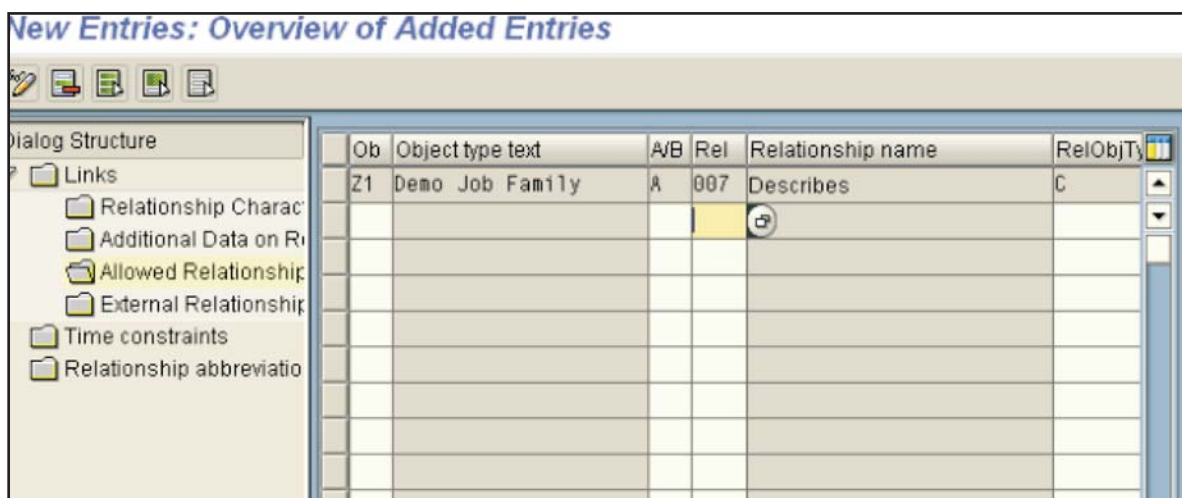 New Entries: Overview of Added Entries
Dialog Structure
Links
Relationship Charac
Additional Data on R
Allowed Relationship
External Relationship
Time constraints
Relationship abbreviatio
Ob Object type text A/B Rel Relationship name RelObjTy
Z1 Demo Job Family A 007 Describes C